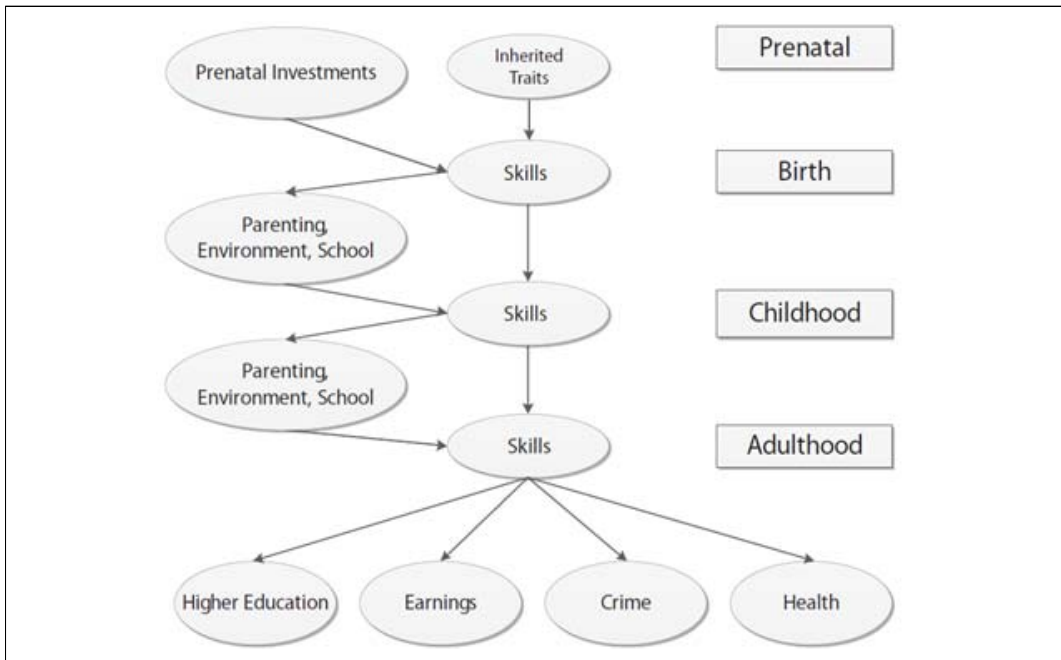 Prenatal Investments
Inherited
Traits
Prenatal
Skills
Birth
Parenting,
Environment, School
Skills
Childhood
Parenting,
Environment, School
Skills
Adulthood
Higher Education
Earnings
Crime
Health